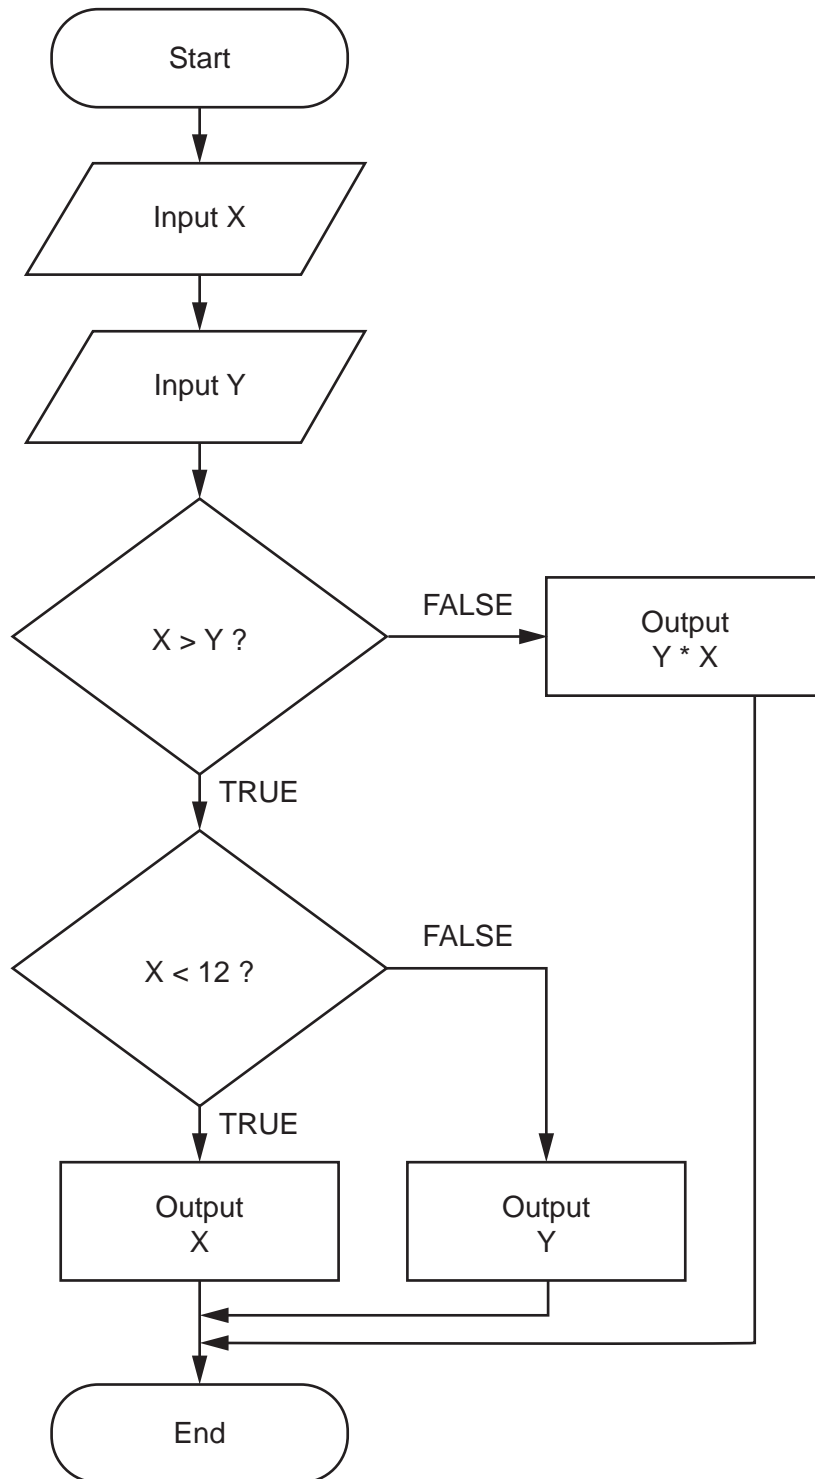 Start
Input X
Input Y
X > Y ?
FALSE
Output
Y * X
TRUE
X < 12 ?
FALSE
TRUE
Output
X
Output
Y
End